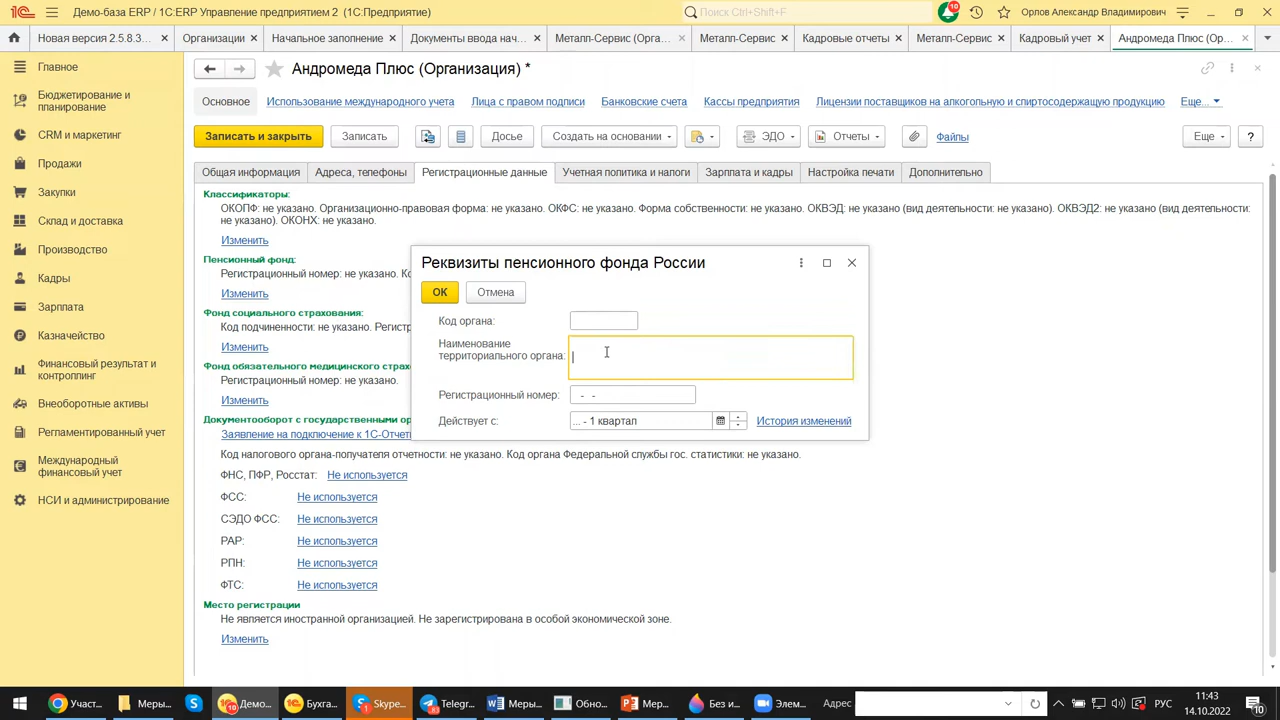 Демо-база ERP / 1С:ERP Управление предприятием 2 (1С:Предприятие)
Поиск Ctrl+Shift+F
10
Орлов Александр Владимирович
Новая версия 2.5.8.3...
Организации
Начальное заполнение
Документы ввода нач...
Металл-Сервис (Орга...
Металл-Сервис
Кадровые отчеты
Металл-Сервис
Кадровый учет
Андромеда Плюс (Ор...
Главное
Бюджетирование и
планирование
CRM и маркетинг
Продажи
Закупки
Склад и доставка
Производство
Кадры
Зарплата
Казначейство
Финансовый результат и
контроллинг
Внеоборотные активы
Регламентированный учет
Международный
финансовый учет
НСИ и администрирование
Андромеда Плюс (Организация) *
Основное
Использование международного учета
Лица с правом подписи
Банковские счета
Кассы предприятия
Лицензии поставщиков на алкогольную и спиртосодержащую продукцию
Еще...
Записать и закрыть
Записать
Досье
Создать на основании
ЭДО
Отчеты
Файлы
Еще
?
Общая информация
Адреса, телефоны
Регистрационные данные
Учетная политика и налоги
Зарплата и кадры
Настройка печати
Дополнительно
Классификаторы:
ОКОПФ: не указано. Организационно-правовая форма: не указано. ОКФС: не указано. Форма собственности: не указано. ОКВЭД: не указано (вид деятельности: не указано). ОКВЭД2: не указано (вид деятельности:
не указано). ОКОНХ: не указано.
Изменить
Пенсионный фонд:
Регистрационный номер: не указано. Ко
Изменить
Фонд социального страхования:
Код подчиненности: не указано. Регистр
Изменить
Фонд обязательного медицинского страхо
Регистрационный номер: не указано.
Изменить
Документооборот с государственными ор
Заявление на подключение к 1С-Отчет
Код налогового органа-получателя отчетности: не указано. Код органа Федеральной службы гос. статистики: не указано.
ФНС, ПФР, Росстат: Не используется
ФСС: Не используется
СЭДО ФСС: Не используется
РАР: Не используется
РПН: Не используется
ФТС: Не используется
Место регистрации
Не является иностранной организацией. Не зарегистрирована в особой экономической зоне.
Изменить
Реквизиты пенсионного фонда России
ОК
Отмена
Код органа:
Наименование
территориального органа:
Регистрационный номер: - -
Действует с: ... - 1 квартал
История изменений
Участ...
Меры...
10
Демо...
Бухга...
1
Skype...
83
Telegr...
Меры...
Обно...
Меры...
Без и...
Элем...
Адрес
РУС
11:43
14.10.2022
10